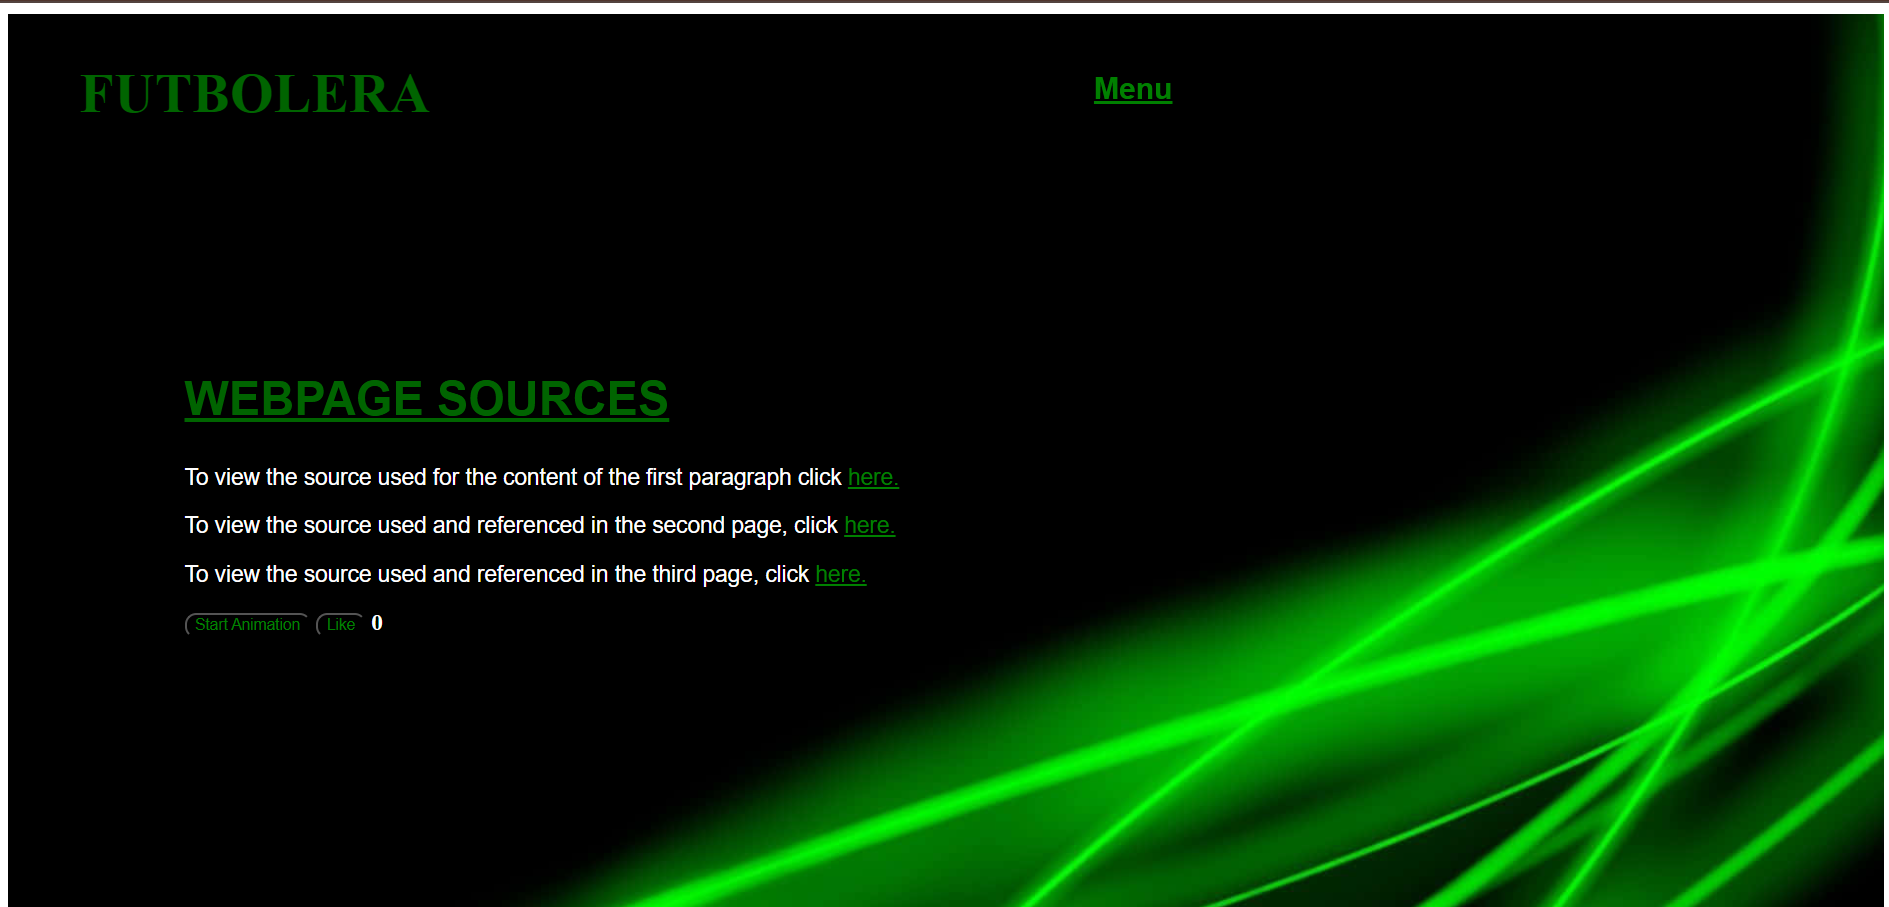 FUTBOLERA
Menu
WEBPAGE SOURCES
To view the source used for the content of the first paragraph click here.
To view the source used and referenced in the second page, click here.
To view the source used and referenced in the third page, click here.
Start Animation Like 0